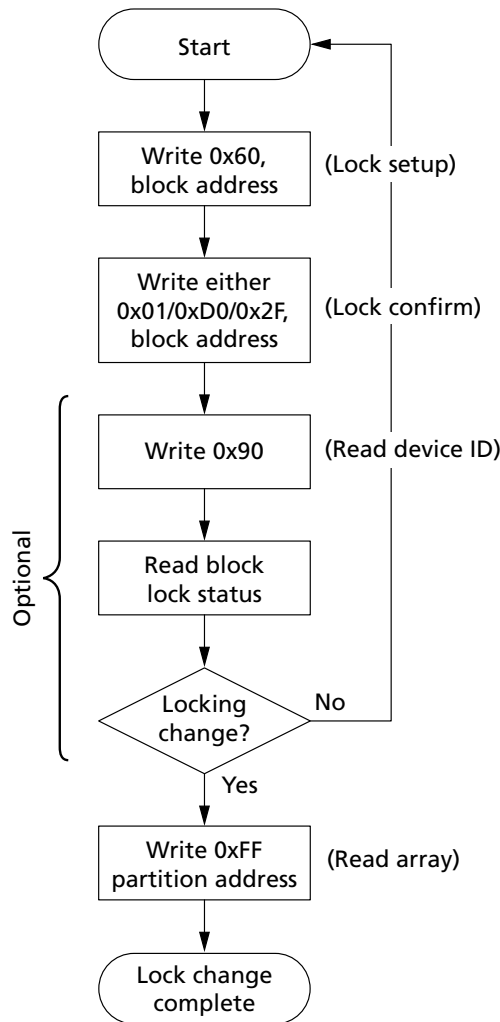 Start
Write 0x60,
block address
(Lock setup)
Write either
0x01/0xD0/0x2F,
block address
(Lock confirm)
Optional
Write 0x90
(Read device ID)
Read block
lock status
Locking
change?
No
Yes
Write 0xFF
partition address
(Read array)
Lock change
complete